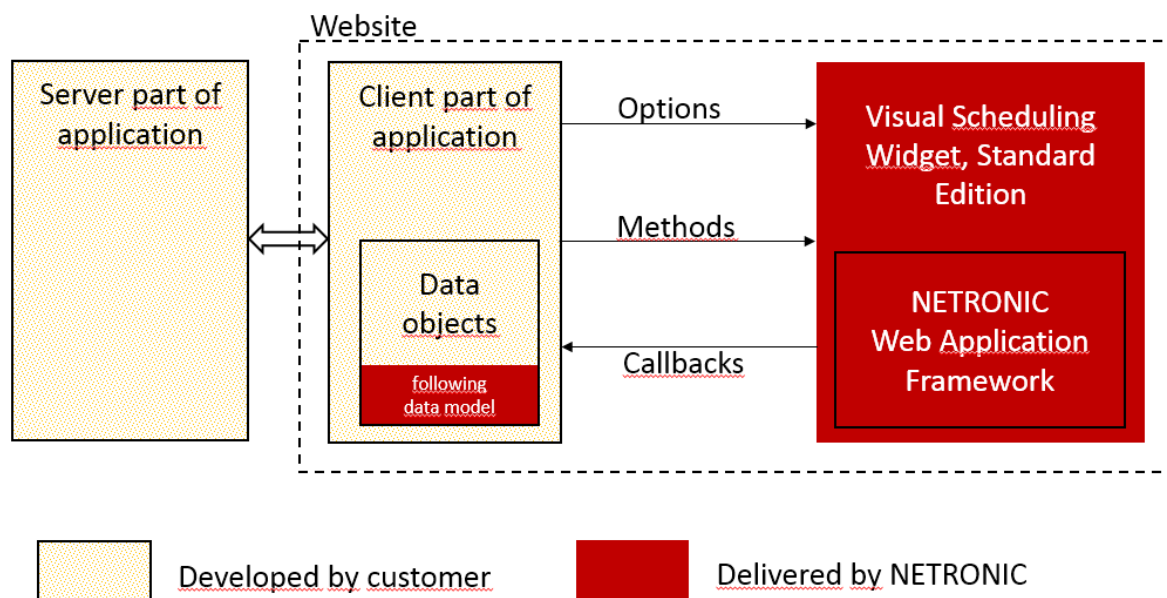 Website
Server part of
application
Client part of
application
Options
Visual Scheduling
Widget, Standard
Edition
Methods
Data
objects
NETRONIC
Web Application
Framework
Callbacks
following
data model
Developed by customer
Delivered by NETRONIC